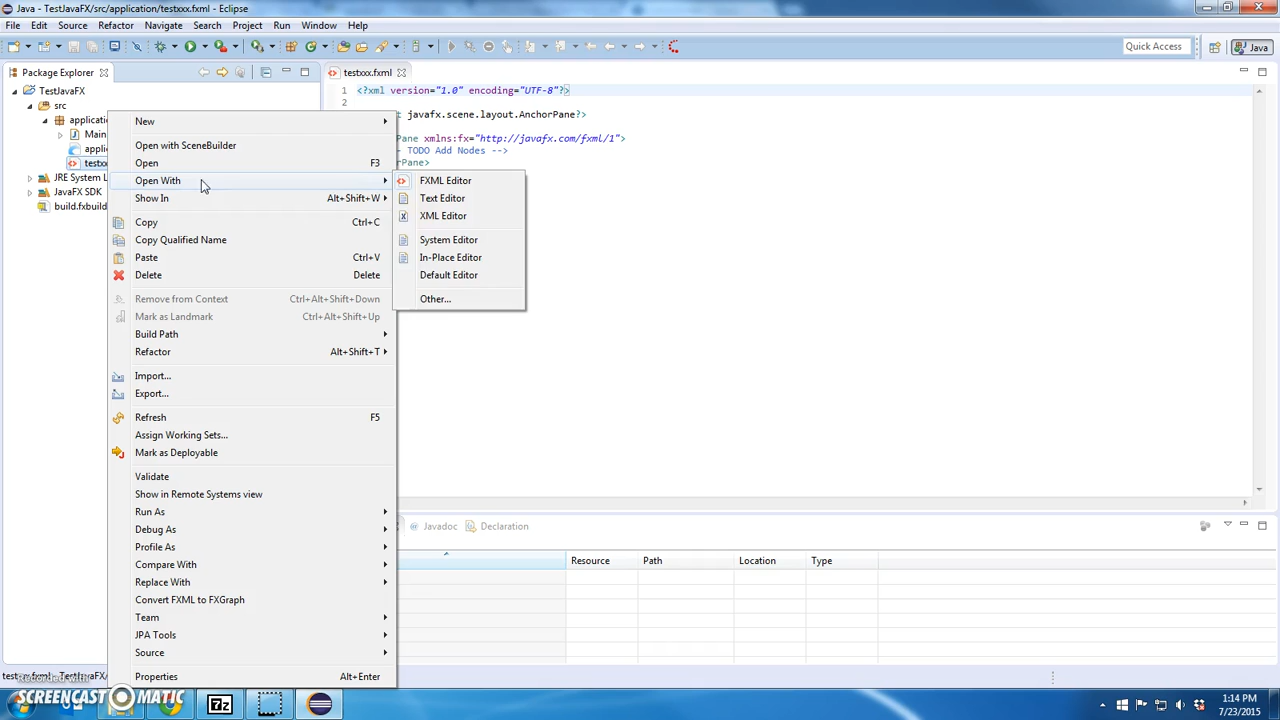 Java - TestJavaFX/src/application/testxxx.fxml - Eclipse
File Edit Source Refactor Navigate Search Project Run Window Help
Quick Access Java
Package Explorer testxxx.fxml
TestJavaFX
src
Main
JRE System L
JavaFX SDK
build.fxbuild
1 <?xml version="1.0" encoding="UTF-8"?>
2
javafx.scene.layout.AnchorPane?>
Pane xmlns:fx="http://javafx.com/fxml/1">
- TODO Add Nodes -->
rPane>
New
Open with SceneBuilder
Open F3
Open With
Show In Alt+Shift+W
Copy Ctrl+C
Copy Qualified Name
Paste Ctrl+V
Delete Delete
Remove from Context Ctrl+Alt+Shift+Down
Mark as Landmark Ctrl+Alt+Shift+Up
Build Path
Refactor Alt+Shift+T
Import...
Export...
Refresh F5
Assign Working Sets...
Mark as Deployable
Validate
Show in Remote Systems view
Run As
Debug As
Profile As
Compare With
Replace With
Convert FXML to FXGraph
Team
JPA Tools
Source
Properties Alt+Enter
FXML Editor
Text Editor
XML Editor
System Editor
In-Place Editor
Default Editor
Other...
@ Javadoc Declaration
Resource Path Location Type
SCREENCAST MATIC
7z
1:14 PM
7/23/2015